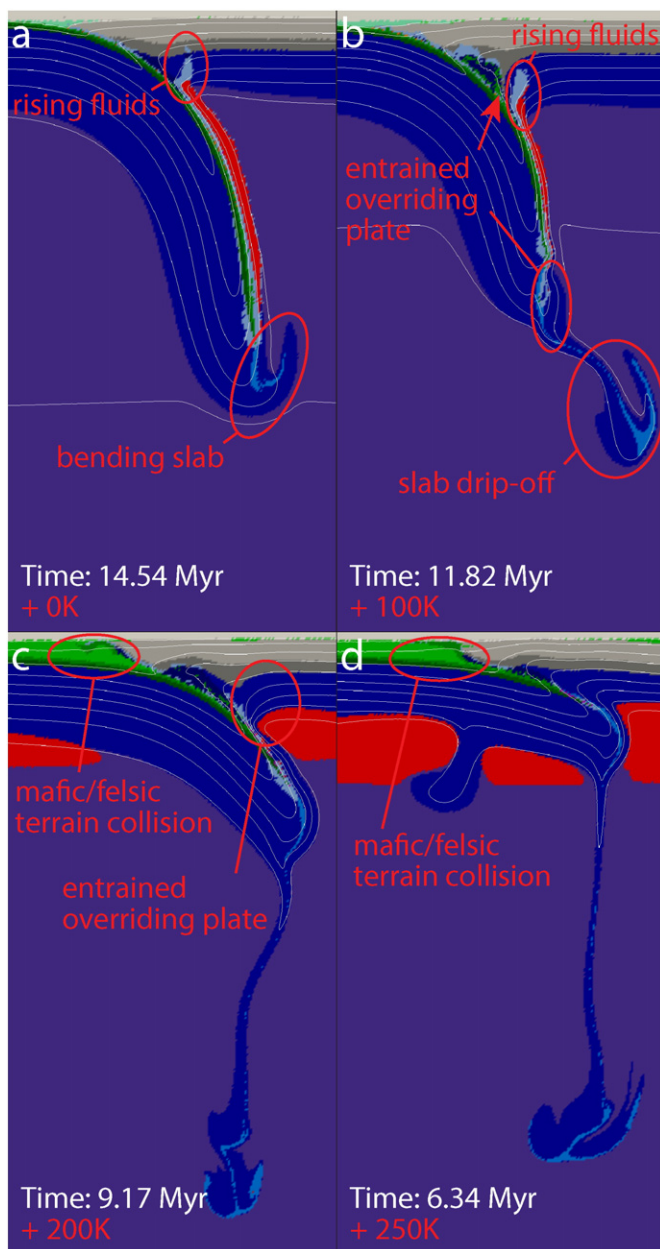 a
rising fluids
bending slab
Time: 14.54 Myr
+ 0K
b
rising fluids
entrained
overriding
plate
slab drip-off
Time: 11.82 Myr
+ 100K
c
mafic/felsic
terrain collision
entrained
overriding plate
Time: 9.17 Myr
+ 200K
d
mafic/felsic
terrain collision
Time: 6.34 Myr
+ 250K